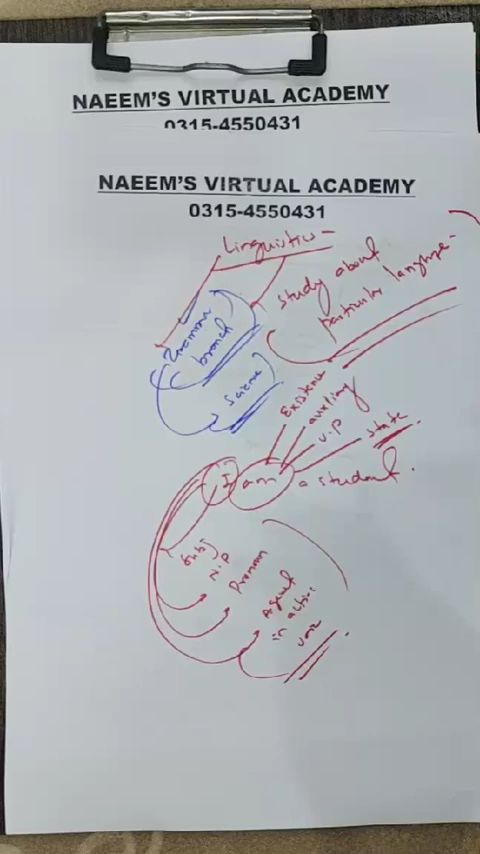 NAEEM'S VIRTUAL ACADEMY
0315-4550431
NAEEM'S VIRTUAL ACADEMY
0315-4550431
Linguistics -
Study about
particular language -
branch
Science
Existence
auxliary
V.P
State
I am a student.
Subj
N.P
Pronoun
Agent
in active
voice